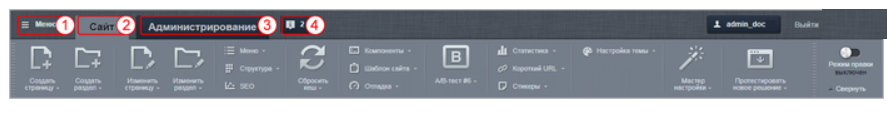 Меню 1 Сайт 2 Администрирование 3 2 4 admin_doc Выйти
Создать страницу
Создать раздел
Изменить страницу
Изменить раздел
Меню
Структура
SEO
Сбросить кеш
Компоненты
Шаблон сайта
Отладка
B
A/B-тест #6
Статистика
Короткий URL
Стикеры
Настройка темы
Мастер настройки
Протестировать новое решение
Режим правки
выключен
Свернуть